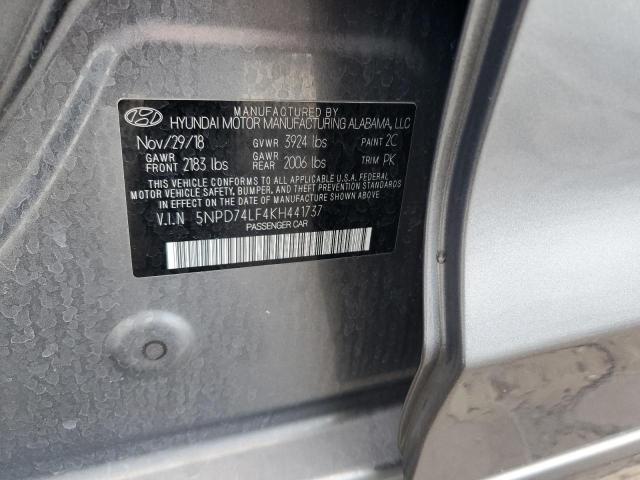 MANUFACTURED BY
HYUNDAI MOTOR MANUFACTURING ALABAMA, LLC
Nov/29/18 GVWR 3924 lbs PAINT 2C
GAWR FRONT 2183 lbs GAWR REAR 2006 lbs TRIM PK
THIS VEHICLE CONFORMS TO ALL APPLICABLE U.S.A. FEDERAL
MOTOR VEHICLE SAFETY, BUMPER, AND THEFT PREVENTION
STANDARDS IN EFFECT ON THE DATE OF MANUFACTURE SHOWN ABOVE.
V.I.N 5NPD74LF4KH441737
PASSENGER CAR